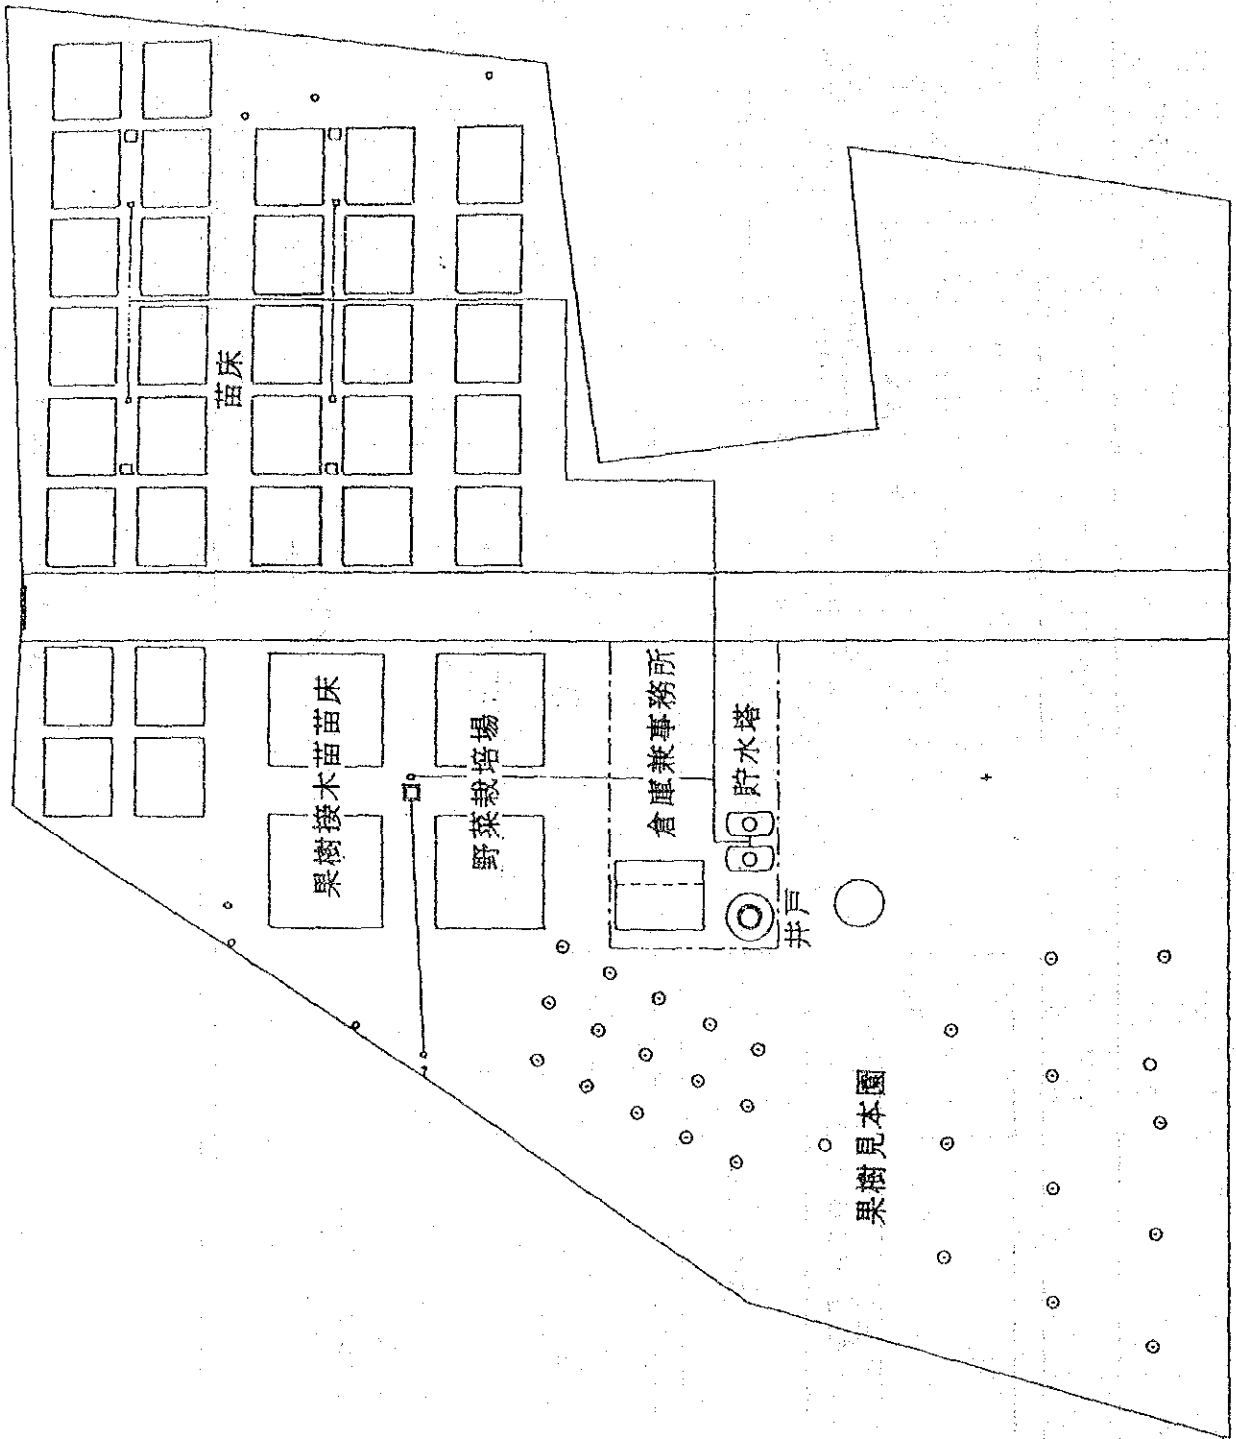 苗床
果樹接木苗苗床
野菜栽培場
倉庫兼事務所
貯水塔
井戸
果樹見本園